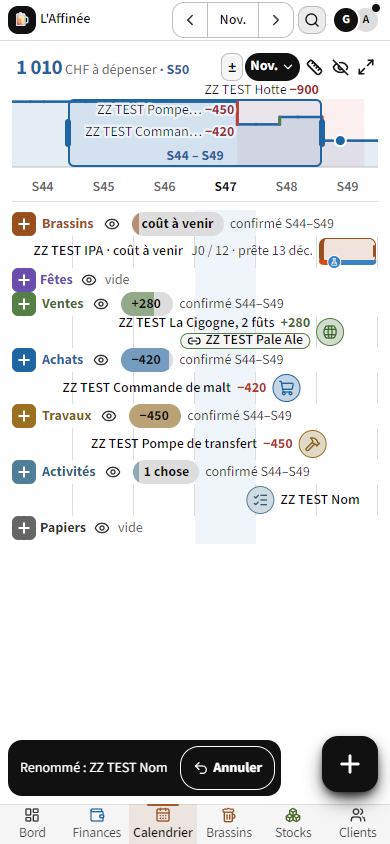 L'Affinée
Nov.
G
A
1 010 CHF à dépenser · S50
±
Nov.
ZZ TEST Hotte −900
ZZ TEST Pompe… −450
ZZ TEST Comman… −420
S44 – S49
S44 S45 S46 S47 S48 S49
Brassins coût à venir confirmé S44–S49
ZZ TEST IPA · coût à venir J0 / 12 · prête 13 déc.
Fêtes vide
Ventes +280 confirmé S44–S49
ZZ TEST La Cigogne, 2 fûts +280
ZZ TEST Pale Ale
Achats −420 confirmé S44–S49
ZZ TEST Commande de malt −420
Travaux −450 confirmé S44–S49
ZZ TEST Pompe de transfert −450
Activités 1 chose confirmé S44–S49
ZZ TEST Nom
Papiers vide
Renommé : ZZ TEST Nom
Annuler
Bord Finances Calendrier Brassins Stocks Clients